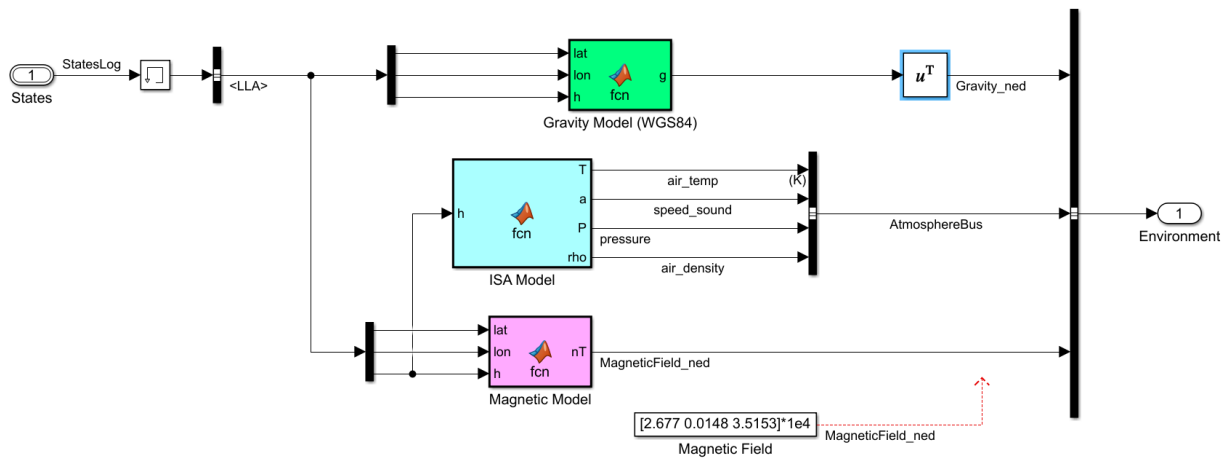 1
States
StatesLog
<LLA>
lat
lon
h
g
fcn
Gravity Model (WGS84)
uT
Gravity_ned
h
fcn
T
a
P
rho
ISA Model
air_temp
(K)
speed_sound
pressure
air_density
AtmosphereBus
1
Environment
lat
lon
h
nT
fcn
Magnetic Model
MagneticField_ned
[2.677 0.0148 3.5153]*1e4
Magnetic Field
MagneticField_ned